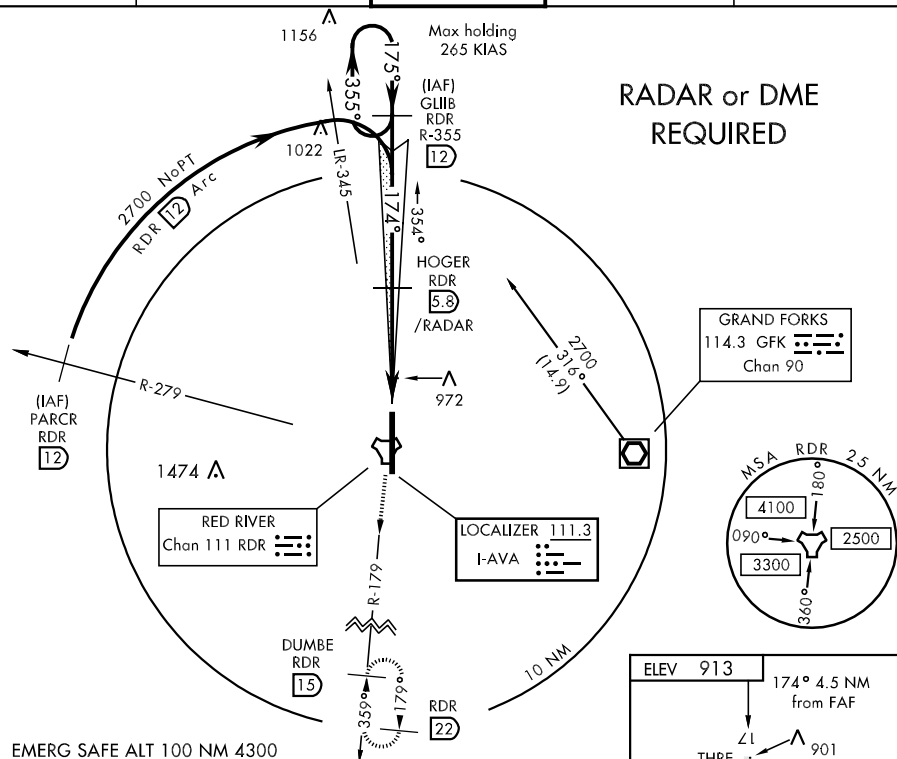 1156
Max holding
265 KIAS
175°
355°
(IAF)
GLIIB
RDR
R-355
12
RADAR or DME
REQUIRED
1022
LR-345
2700 NoPT
RDR 12 Arc
174°
354°
HOGER
RDR
5.8
/RADAR
2700
316°
(14.9)
GRAND FORKS
114.3 GFK
Chan 90
R-279
(IAF)
PARCR
RDR
12
972
1474
RED RIVER
Chan 111 RDR
LOCALIZER 111.3
I-AVA
MSA RDR 25 NM
180°
4100
090°
2500
3300
360°
R-179
DUMBE
RDR
15
359°
179°
RDR
22
10 NM
ELEV 913
174° 4.5 NM
from FAF
17
901
THRE
EMERG SAFE ALT 100 NM 4300